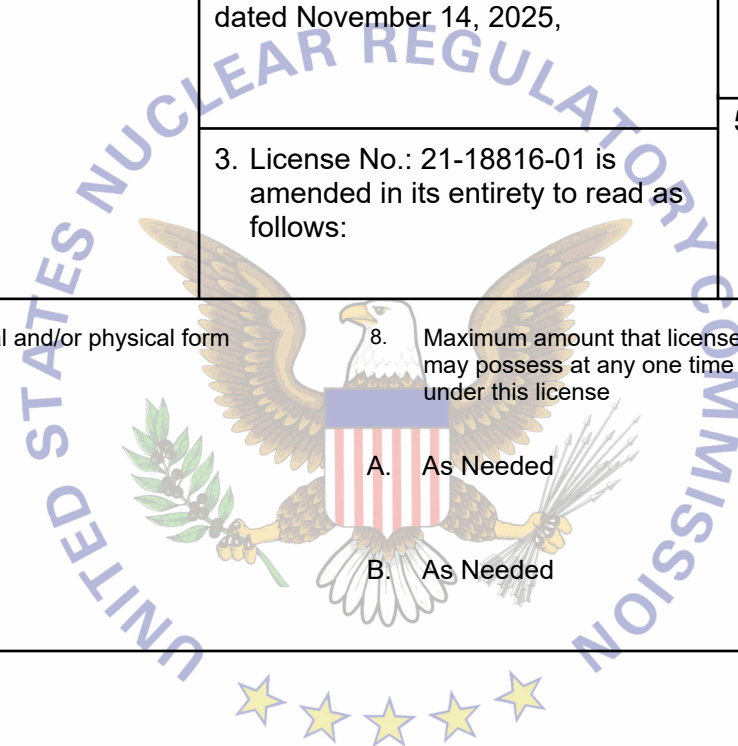 dated November 14, 2025,
3. License No.: 21-18816-01 is
amended in its entirety to read as
follows:
and/or physical form
8. Maximum amount that license
may possess at any one time
under this license
A. As Needed
B. As Needed
UNITED STATES NUCLEAR REGULATORY COMMISSION